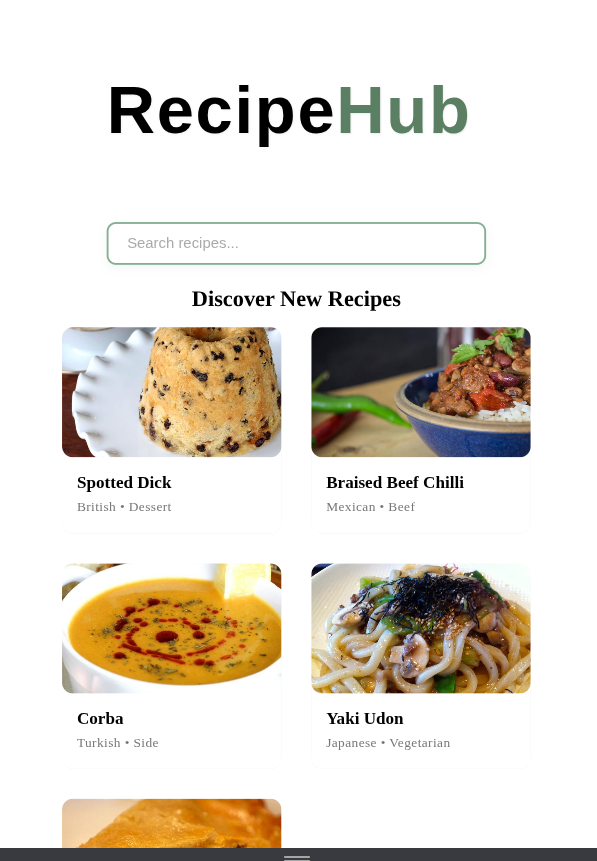 RecipeHub
Search recipes...
Discover New Recipes
Spotted Dick
British • Dessert
Braised Beef Chilli
Mexican • Beef
Corba
Turkish • Side
Yaki Udon
Japanese • Vegetarian